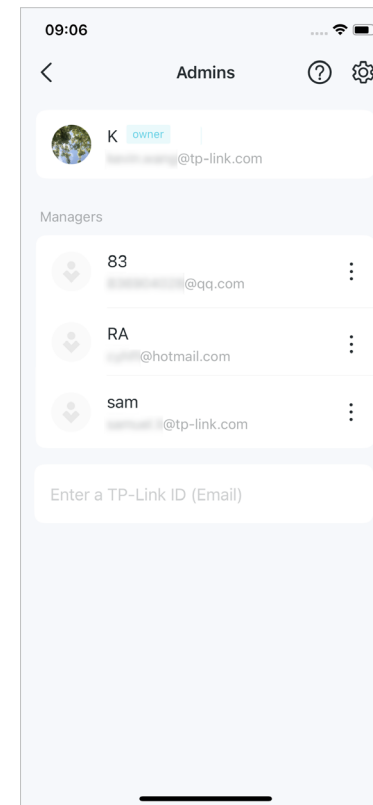 09:06
Admins
K owner
@tp-link.com
Managers
83
@qq.com
RA
@hotmail.com
sam
@tp-link.com
Enter a TP-Link ID (Email)